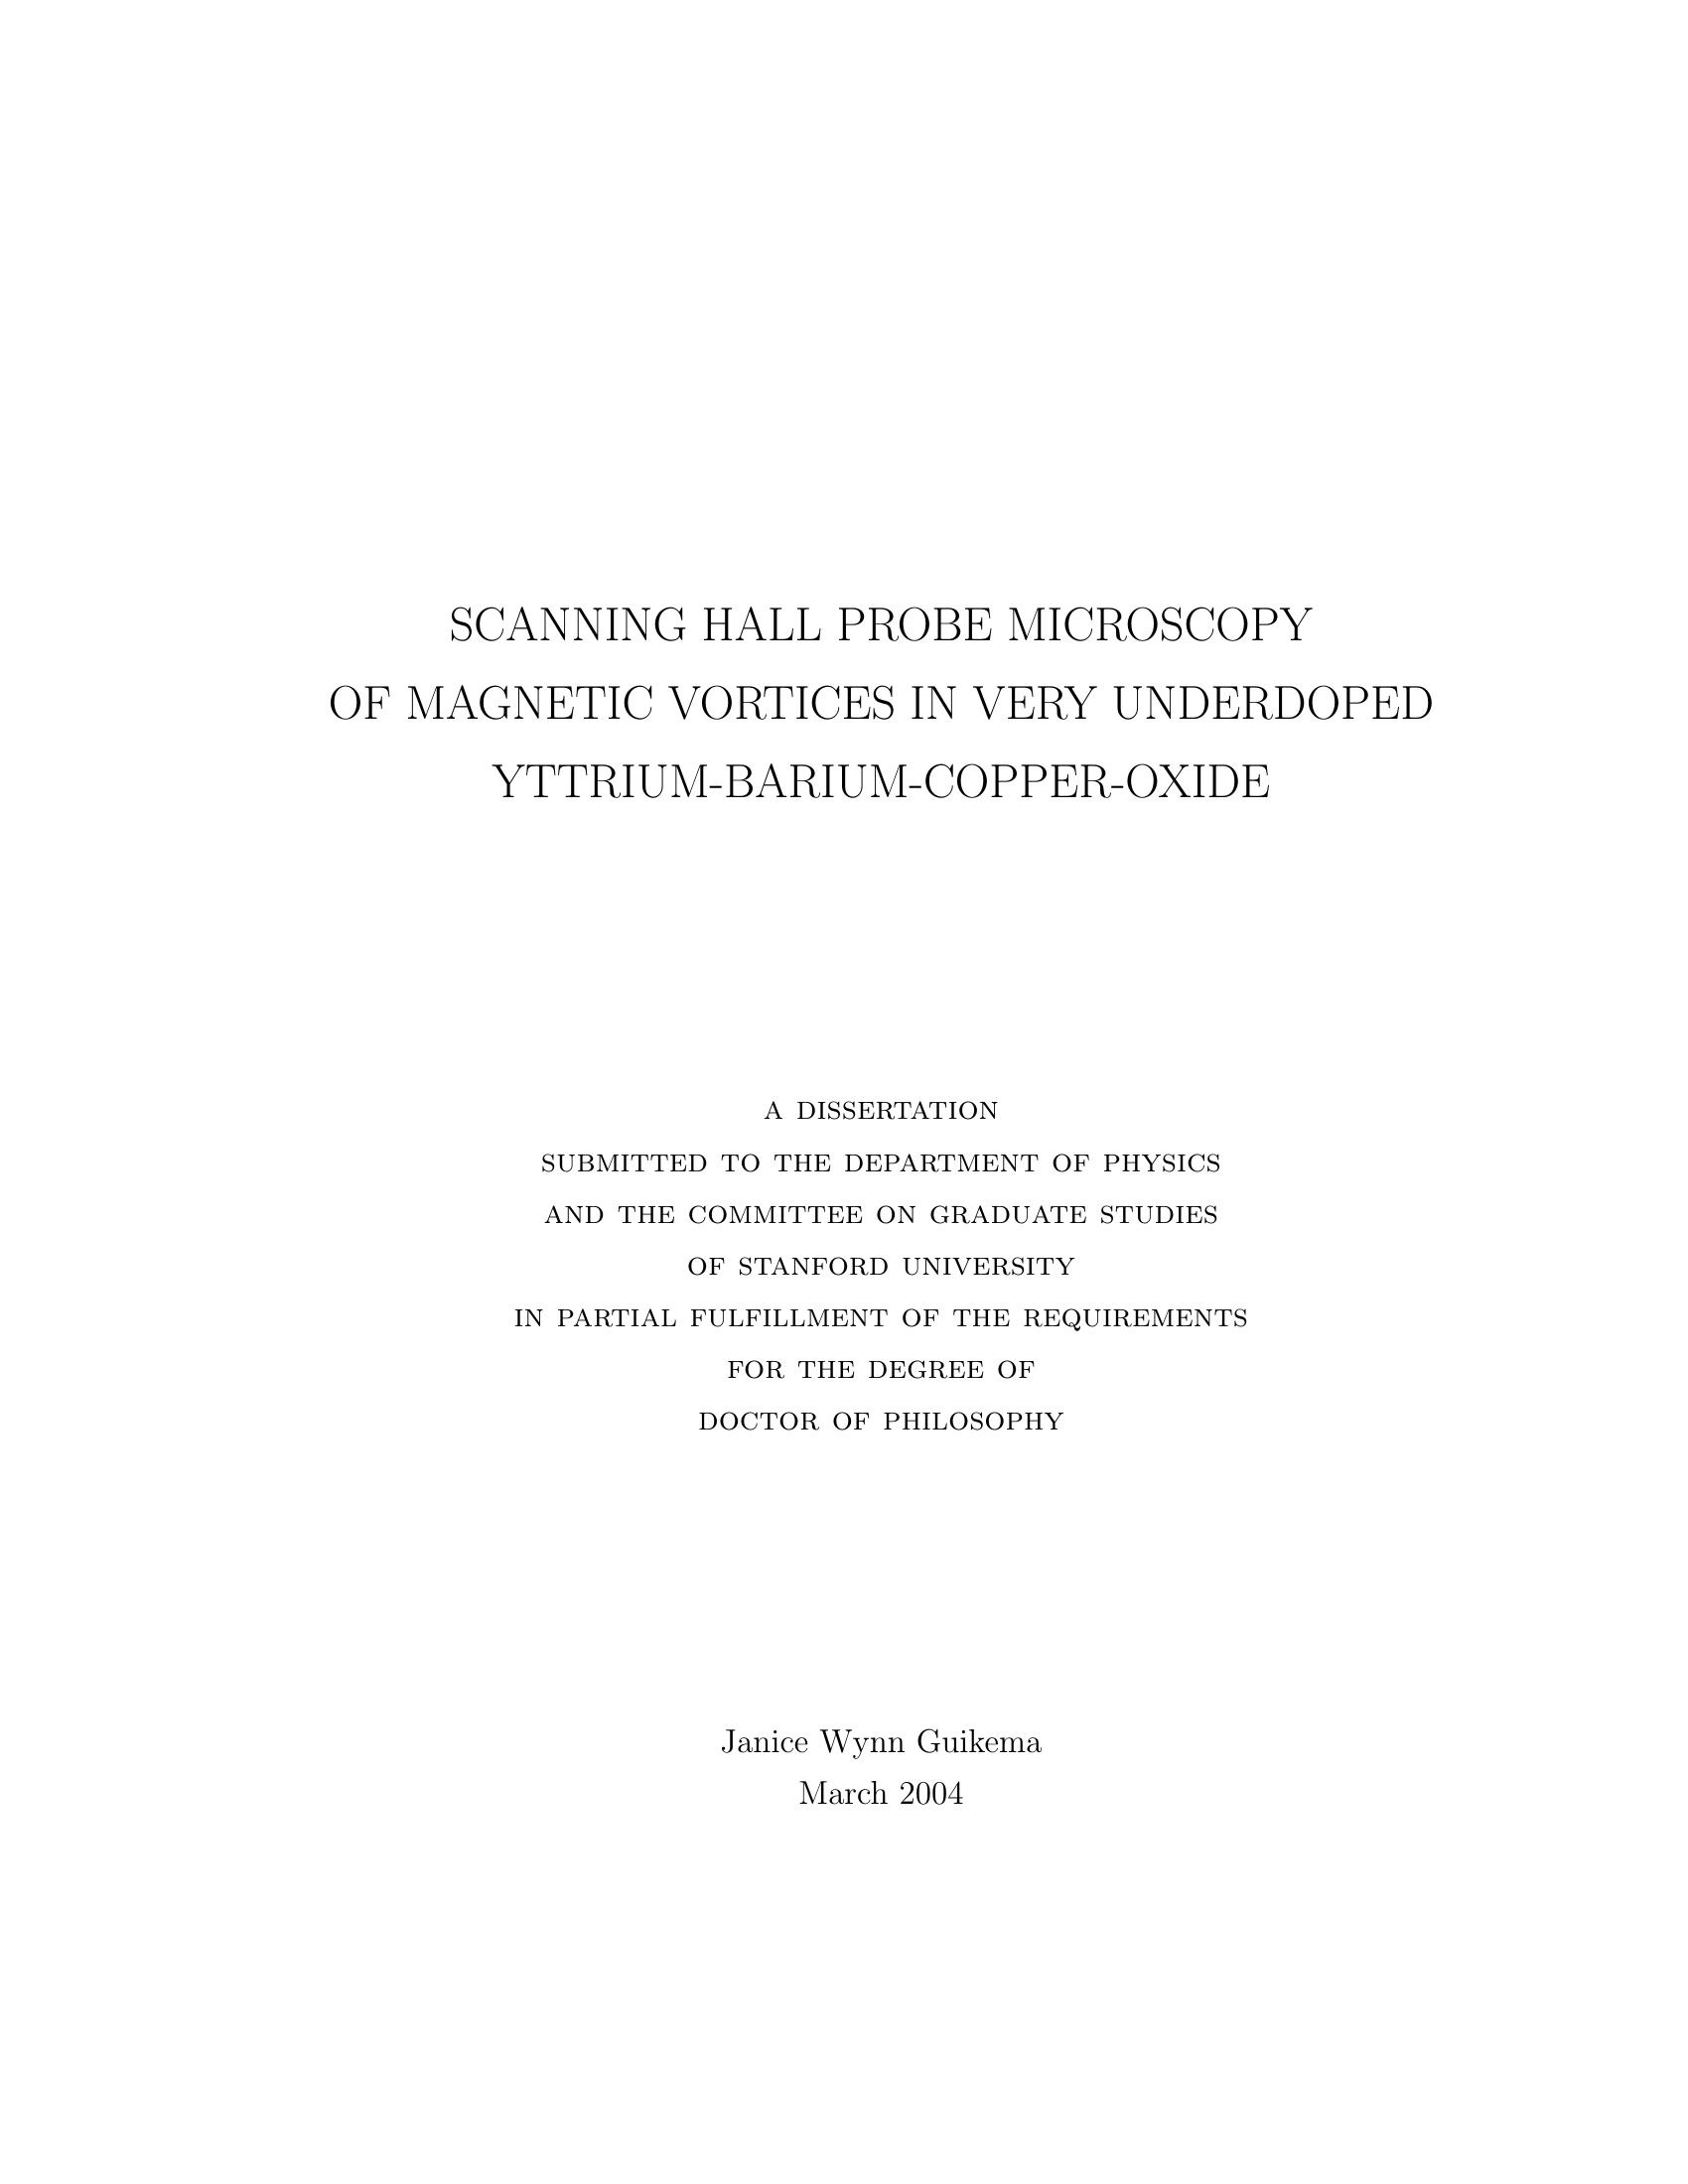 SCANNING HALL PROBE MICROSCOPY
OF MAGNETIC VORTICES IN VERY UNDERDOPED
YTTRIUM-BARIUM-COPPER-OXIDE
A DISSERTATION
SUBMITTED TO THE DEPARTMENT OF PHYSICS
AND THE COMMITTEE ON GRADUATE STUDIES
OF STANFORD UNIVERSITY
IN PARTIAL FULFILLMENT OF THE REQUIREMENTS
FOR THE DEGREE OF
DOCTOR OF PHILOSOPHY
Janice Wynn Guikema
March 2004